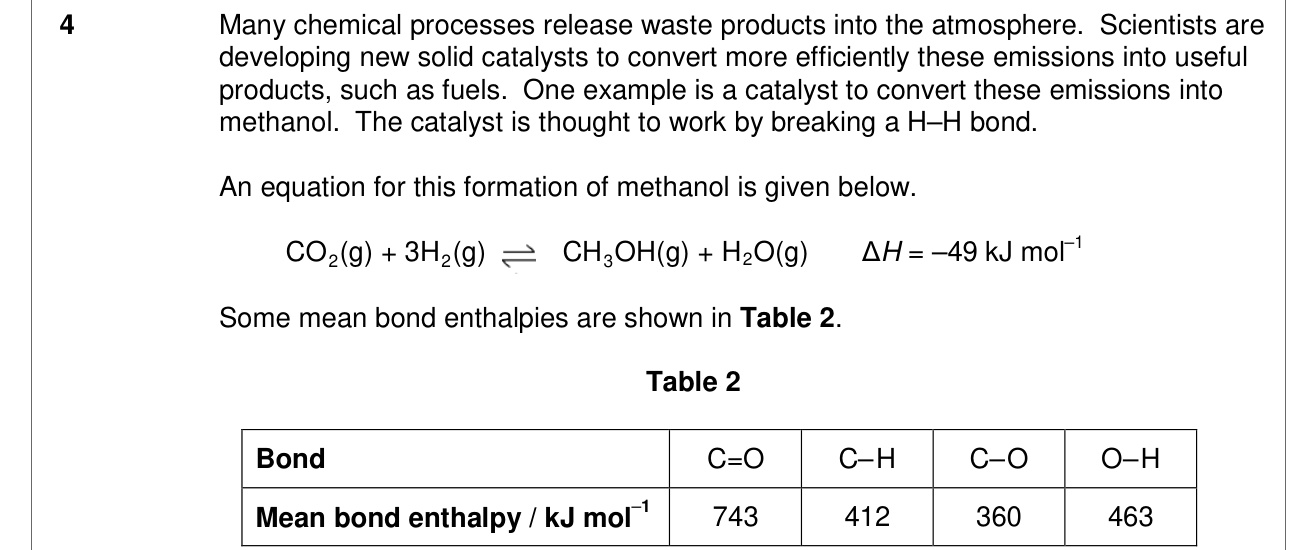 4 Many chemical processes release waste products into the atmosphere. Scientists are
developing new solid catalysts to convert more efficiently these emissions into useful
products, such as fuels. One example is a catalyst to convert these emissions into
methanol. The catalyst is thought to work by breaking a H–H bond.
An equation for this formation of methanol is given below.
CO₂(g) + 3H₂(g) ⇌ CH₃OH(g) + H₂O(g) ΔH = –49 kJ mol⁻¹
Some mean bond enthalpies are shown in Table 2.
Table 2
Bond C=O C–H C–O O–H
Mean bond enthalpy / kJ mol⁻¹ 743 412 360 463